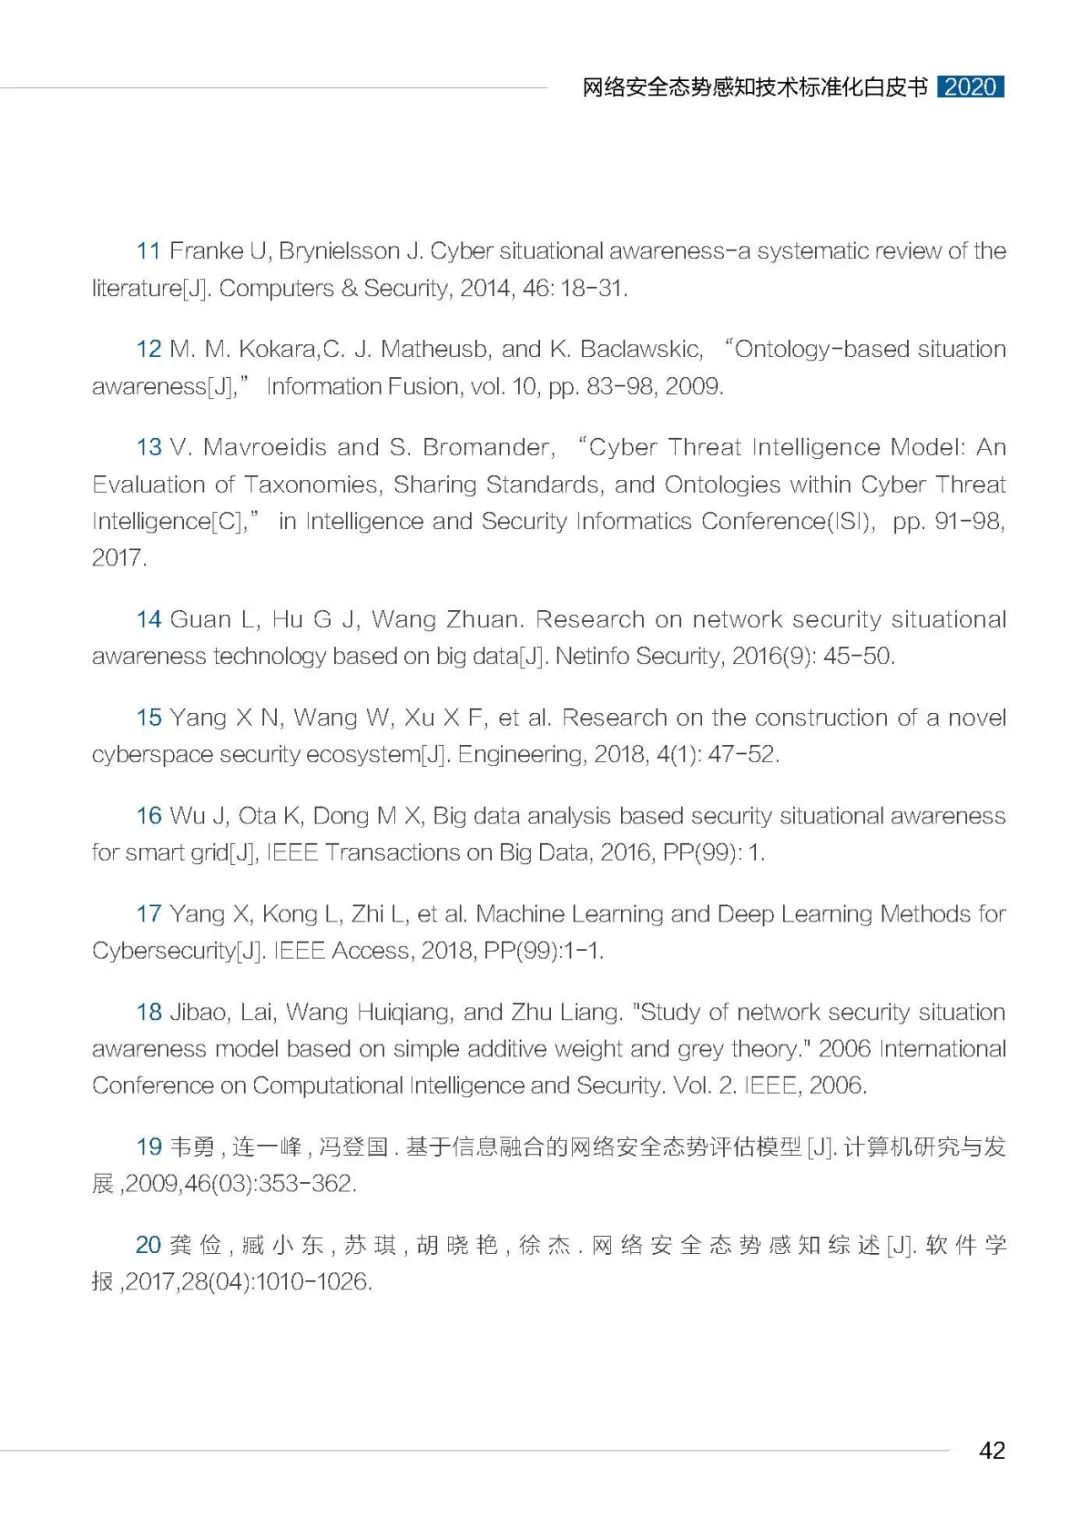 网络安全态势感知技术标准化白皮书 2020
11 Franke U, Brynielsson J. Cyber situational awareness-a systematic review of the
literature[J]. Computers & Security, 2014, 46: 18-31.
12 M. M. Kokara,C. J. Matheusb, and K. Baclawskic, “Ontology-based situation
awareness[J],” Information Fusion, vol. 10, pp. 83-98, 2009.
13 V. Mavroeidis and S. Bromander, “Cyber Threat Intelligence Model: An
Evaluation of Taxonomies, Sharing Standards, and Ontologies within Cyber Threat
Intelligence[C],” in Intelligence and Security Informatics Conference(ISI), pp. 91-98,
2017.
14 Guan L, Hu G J, Wang Zhuan. Research on network security situational
awareness technology based on big data[J]. Netinfo Security, 2016(9): 45-50.
15 Yang X N, Wang W, Xu X F, et al. Research on the construction of a novel
cyberspace security ecosystem[J]. Engineering, 2018, 4(1): 47-52.
16 Wu J, Ota K, Dong M X, Big data analysis based security situational awareness
for smart grid[J], IEEE Transactions on Big Data, 2016, PP(99): 1.
17 Yang X, Kong L, Zhi L, et al. Machine Learning and Deep Learning Methods for
Cybersecurity[J]. IEEE Access, 2018, PP(99):1-1.
18 Jibao, Lai, Wang Huiqiang, and Zhu Liang. "Study of network security situation
awareness model based on simple additive weight and grey theory." 2006 International
Conference on Computational Intelligence and Security. Vol. 2. IEEE, 2006.
19 韦勇,连一峰,冯登国.基于信息融合的网络安全态势评估模型[J].计算机研究与发
展,2009,46(03):353-362.
20 龚俭,臧小东,苏琪,胡晓艳,徐杰.网络安全态势感知综述[J].软件学
报,2017,28(04):1010-1026.
42